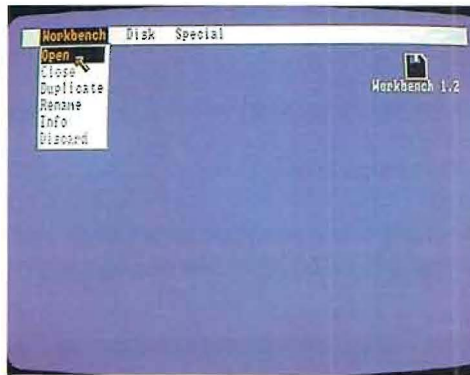 Workbench Disk Special
Open
Close
Duplicate
Rename
Info
Discard
Workbench 1.2